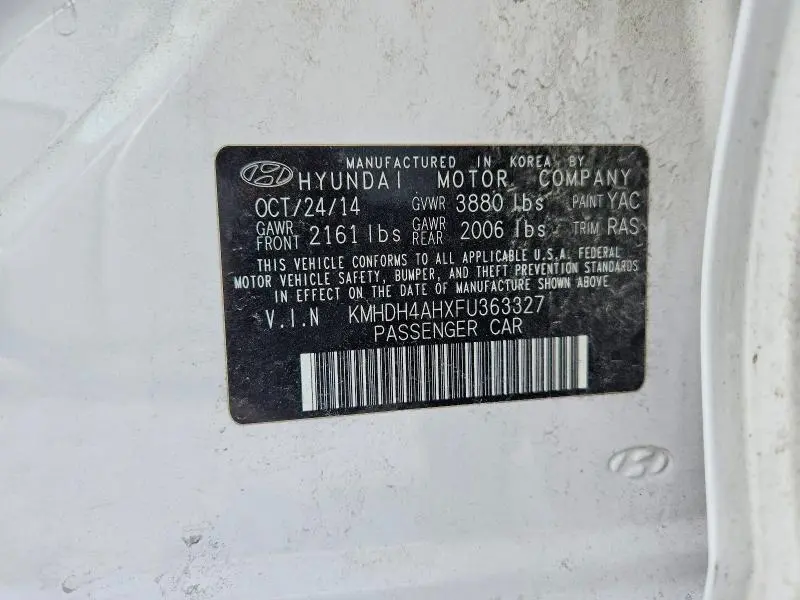 MANUFACTURED IN KOREA BY
HYUNDAI MOTOR COMPANY
OCT/24/14 GVWR 3880 lbs PAINT YAC
GAWR FRONT 2161 lbs GAWR REAR 2006 lbs TRIM RAS
THIS VEHICLE CONFORMS TO ALL APPLICABLE U.S.A. FEDERAL
MOTOR VEHICLE SAFETY, BUMPER, AND THEFT PREVENTION STANDARDS
IN EFFECT ON THE DATE OF MANUFACTURE SHOWN ABOVE.
V.I.N KMHDH4AHXFU363327
PASSENGER CAR